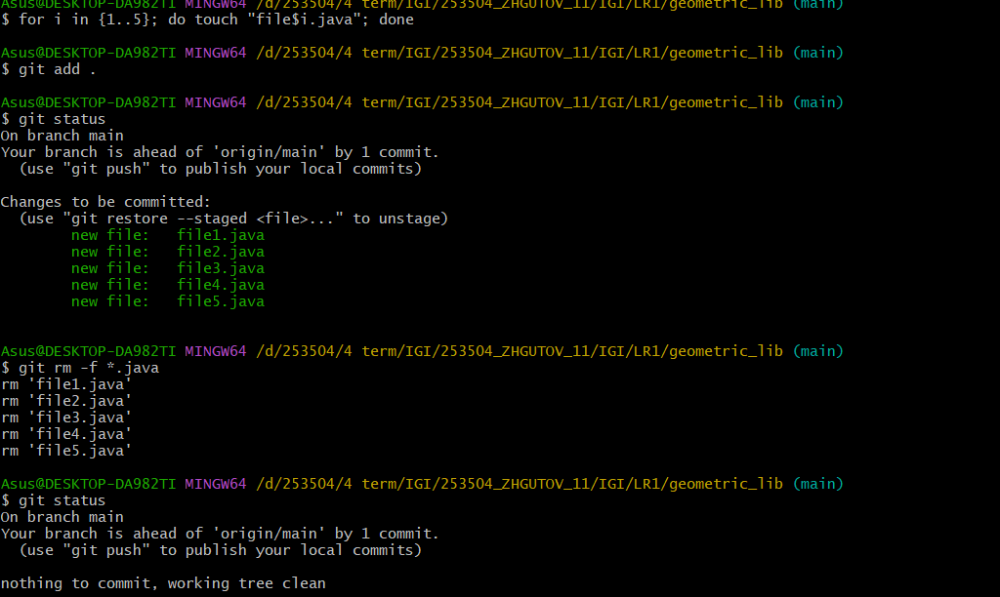 Asus@DESKTOP-DA982TI MINGW64 /d/253504/4 term/IGI/253504_ZHGUTOV_11/IGI/LR1/geometric_lib (main)
$ for i in {1..5}; do touch "file$i.java"; done
Asus@DESKTOP-DA982TI MINGW64 /d/253504/4 term/IGI/253504_ZHGUTOV_11/IGI/LR1/geometric_lib (main)
$ git add .
Asus@DESKTOP-DA982TI MINGW64 /d/253504/4 term/IGI/253504_ZHGUTOV_11/IGI/LR1/geometric_lib (main)
$ git status
On branch main
Your branch is ahead of 'origin/main' by 1 commit.
  (use "git push" to publish your local commits)
Changes to be committed:
  (use "git restore --staged <file>..." to unstage)
        new file:   file1.java
        new file:   file2.java
        new file:   file3.java
        new file:   file4.java
        new file:   file5.java
Asus@DESKTOP-DA982TI MINGW64 /d/253504/4 term/IGI/253504_ZHGUTOV_11/IGI/LR1/geometric_lib (main)
$ git rm -f *.java
rm 'file1.java'
rm 'file2.java'
rm 'file3.java'
rm 'file4.java'
rm 'file5.java'
Asus@DESKTOP-DA982TI MINGW64 /d/253504/4 term/IGI/253504_ZHGUTOV_11/IGI/LR1/geometric_lib (main)
$ git status
On branch main
Your branch is ahead of 'origin/main' by 1 commit.
  (use "git push" to publish your local commits)
nothing to commit, working tree clean